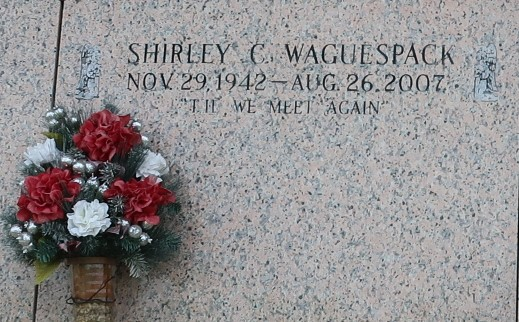 SHIRLEY C. WAGUESPACK
NOV. 29, 1942 — AUG. 26, 2007
"TIL WE MEET AGAIN"